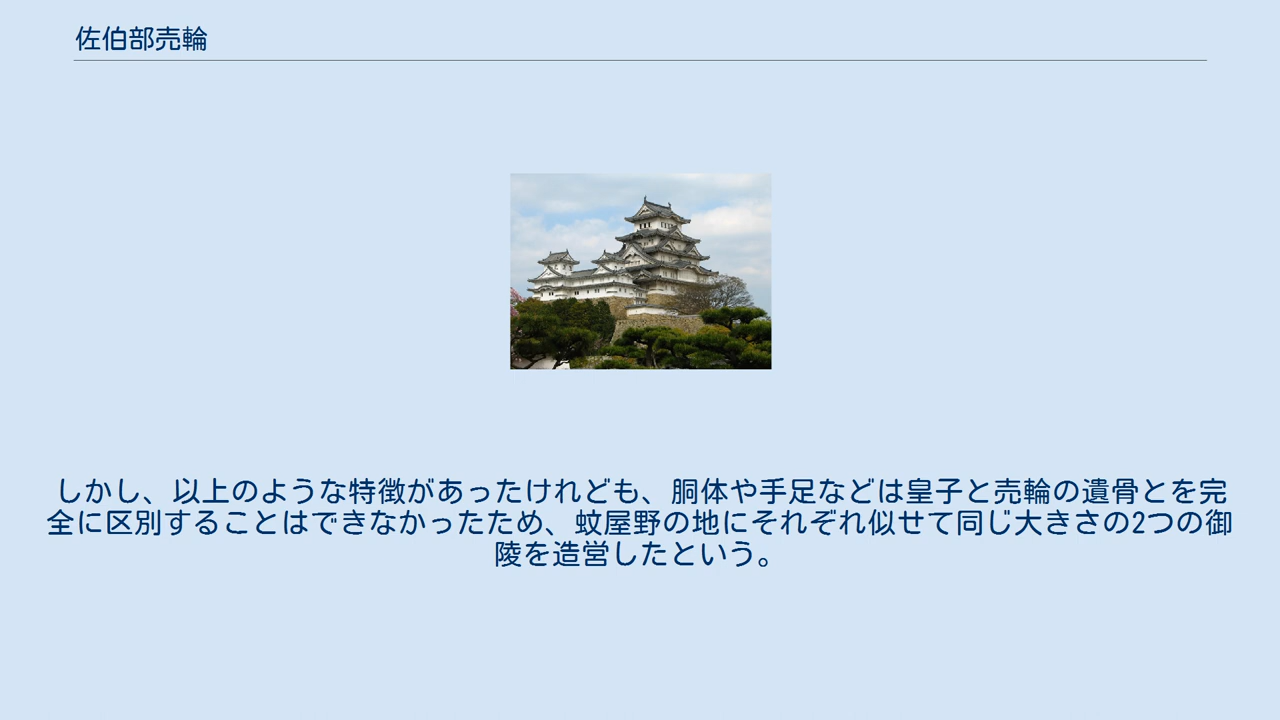 佐伯部売輪
しかし、以上のような特徴があったけれども、胴体や手足などは皇子と売輪の遺骨とを完
全に区別することはできなかったため、蚊屋野の地にそれぞれ似せて同じ大きさの2つの御
陵を造営したという。